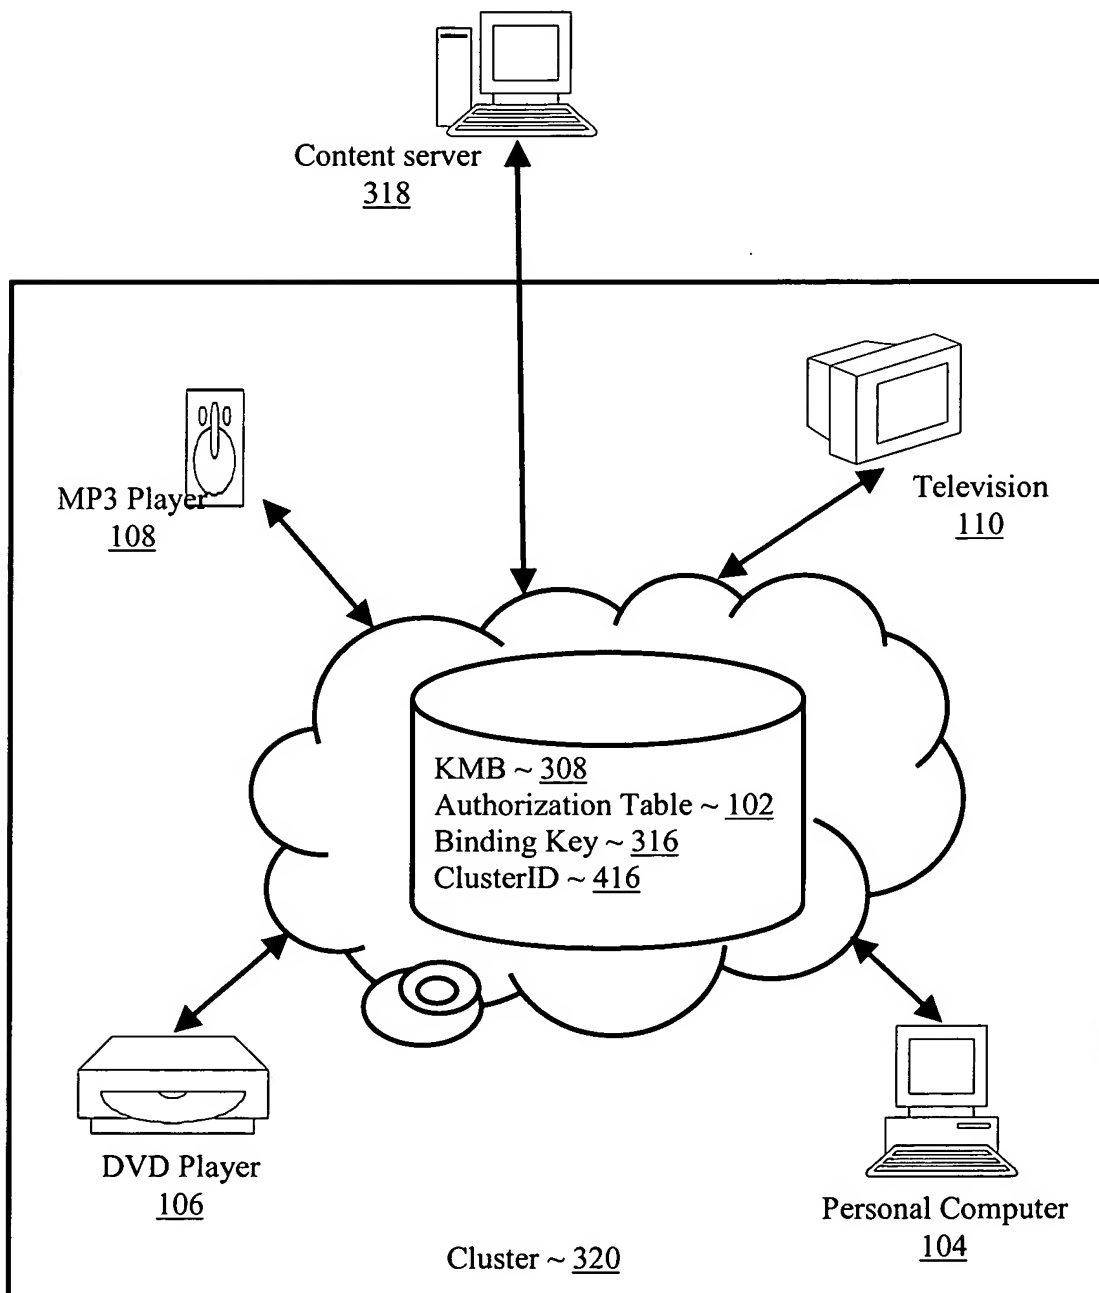 Content server
318
MP3 Player
108
Television
110
KMB ~ 308
Authorization Table ~ 102
Binding Key ~ 316
ClusterID ~ 416
DVD Player
106
Personal Computer
104
Cluster ~ 320